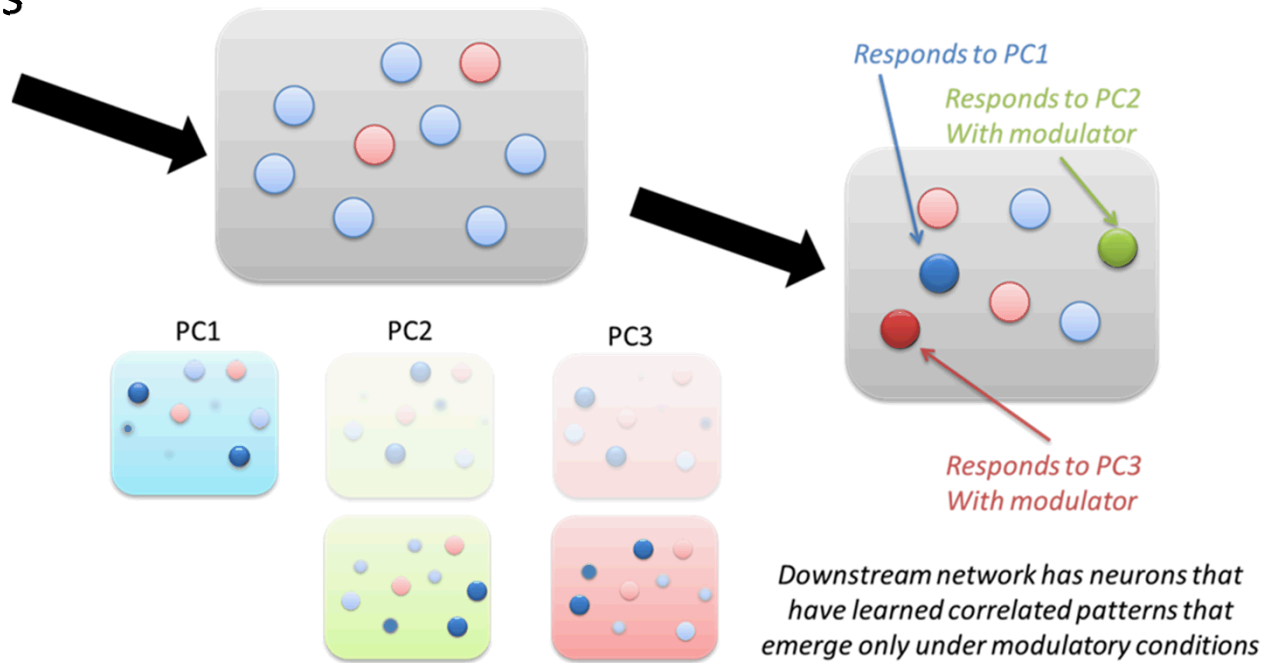 s
Responds to PC1
Responds to PC2
With modulator
PC1
PC2
PC3
Responds to PC3
With modulator
Downstream network has neurons that
have learned correlated patterns that
emerge only under modulatory conditions